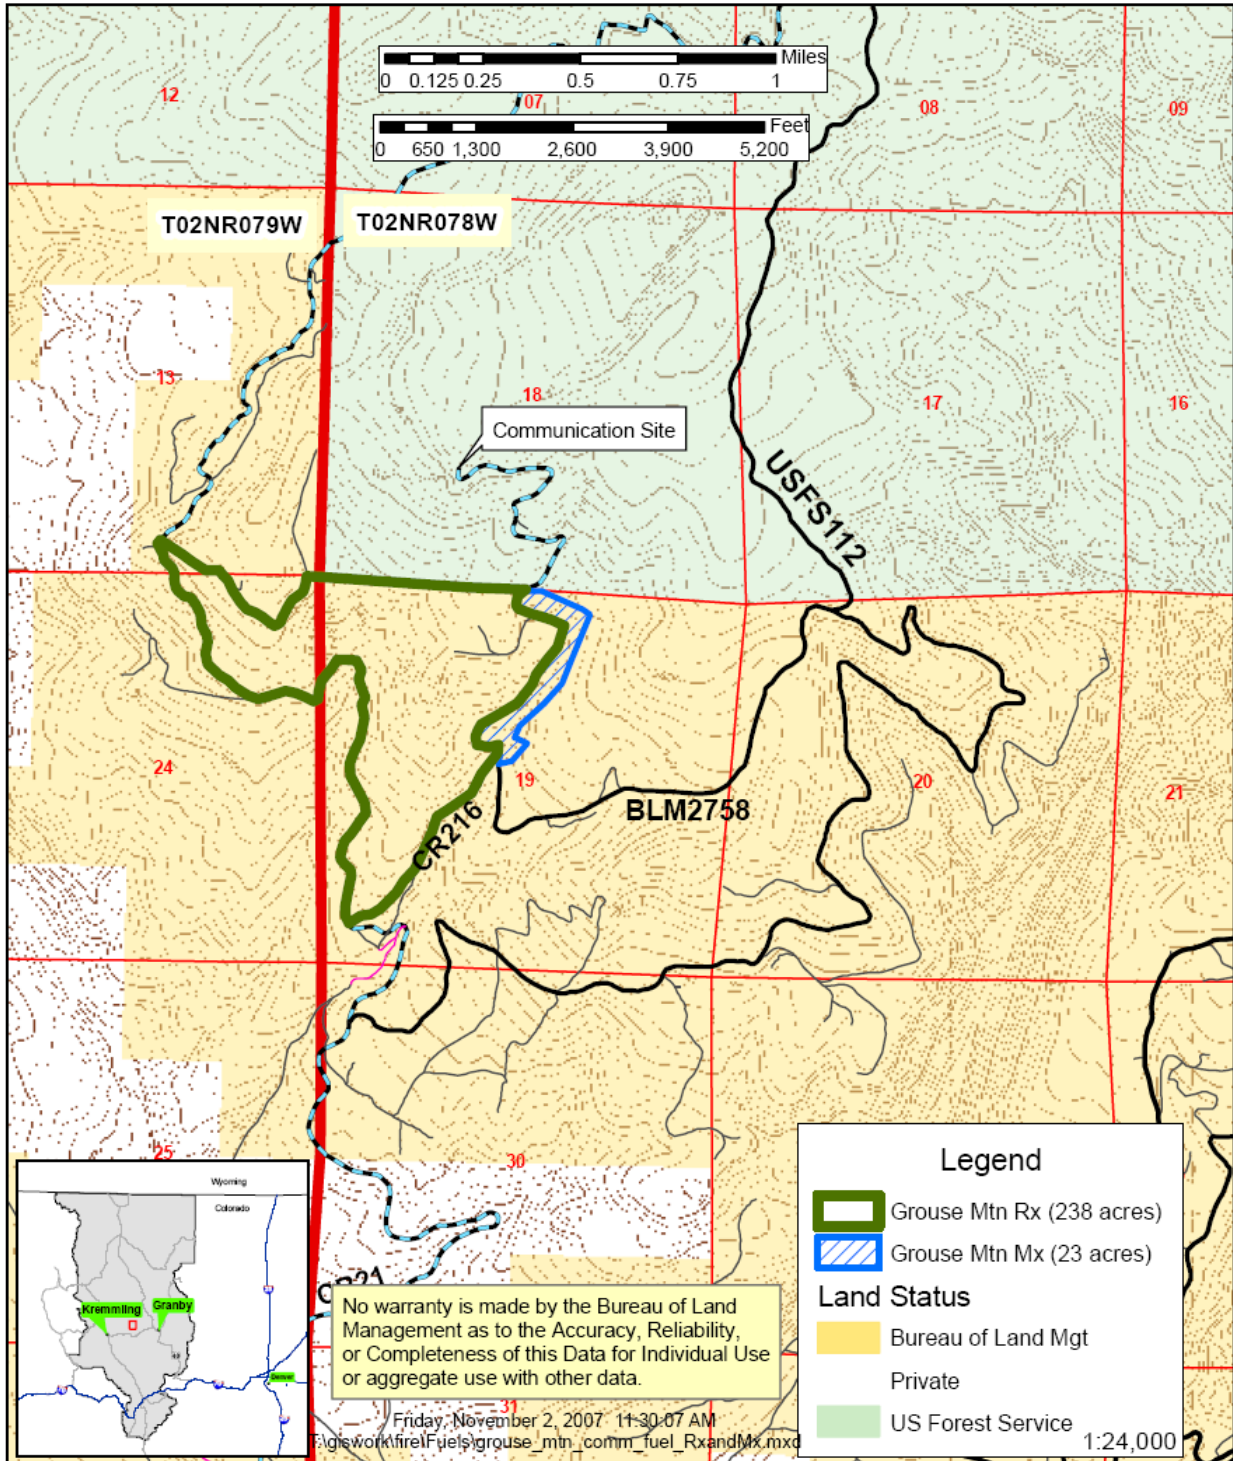 Miles
0 0.125 0.25 0.5 0.75 1
12
07
08
09
Feet
0 650 1,300 2,600 3,900 5,200
T02NR079W
T02NR078W
13
18
17
16
Communication Site
USFS112
24
19
20
21
CR216
BLM2758
25
30
Legend
Grouse Mtn Rx (238 acres)
Grouse Mtn Mx (23 acres)
Land Status
Bureau of Land Mgt
Private
US Forest Service
1:24,000
Wyoming
Colorado
Kremmling
Granby
Denver
No warranty is made by the Bureau of Land
Management as to the Accuracy, Reliability,
or Completeness of this Data for Individual Use
or aggregate use with other data.
31
Friday, November 2, 2007 11:30:07 AM
T:\giswork\fire\Fuels\grouse_mtn_comm_fuel_RxandMx.mxd